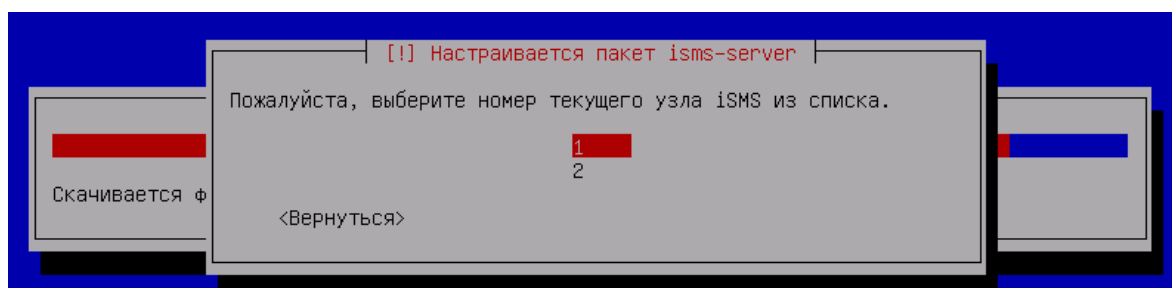 [!] Настраивается пакет isms-server
Пожалуйста, выберите номер текущего узла iSMS из списка.
1
2
Скачивается ф
<Вернуться>